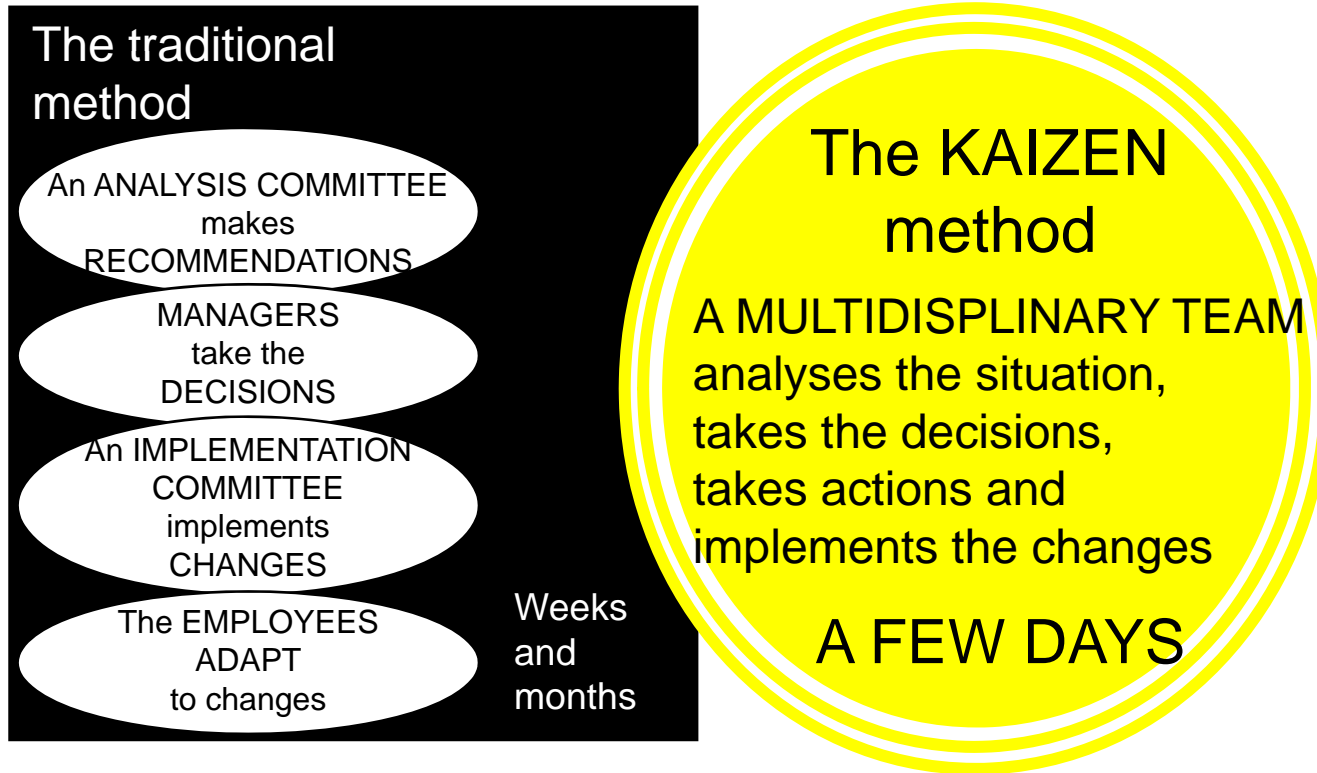 The traditional
method
An ANALYSIS COMMITTEE
makes
RECOMMENDATIONS
MANAGERS
take the
DECISIONS
An IMPLEMENTATION
COMMITTEE
implements
CHANGES
The EMPLOYEES
ADAPT
to changes
Weeks
and
months
The KAIZEN
method
A MULTIDISPLINARY TEAM
analyses the situation,
takes the decisions,
takes actions and
implements the changes
A FEW DAYS